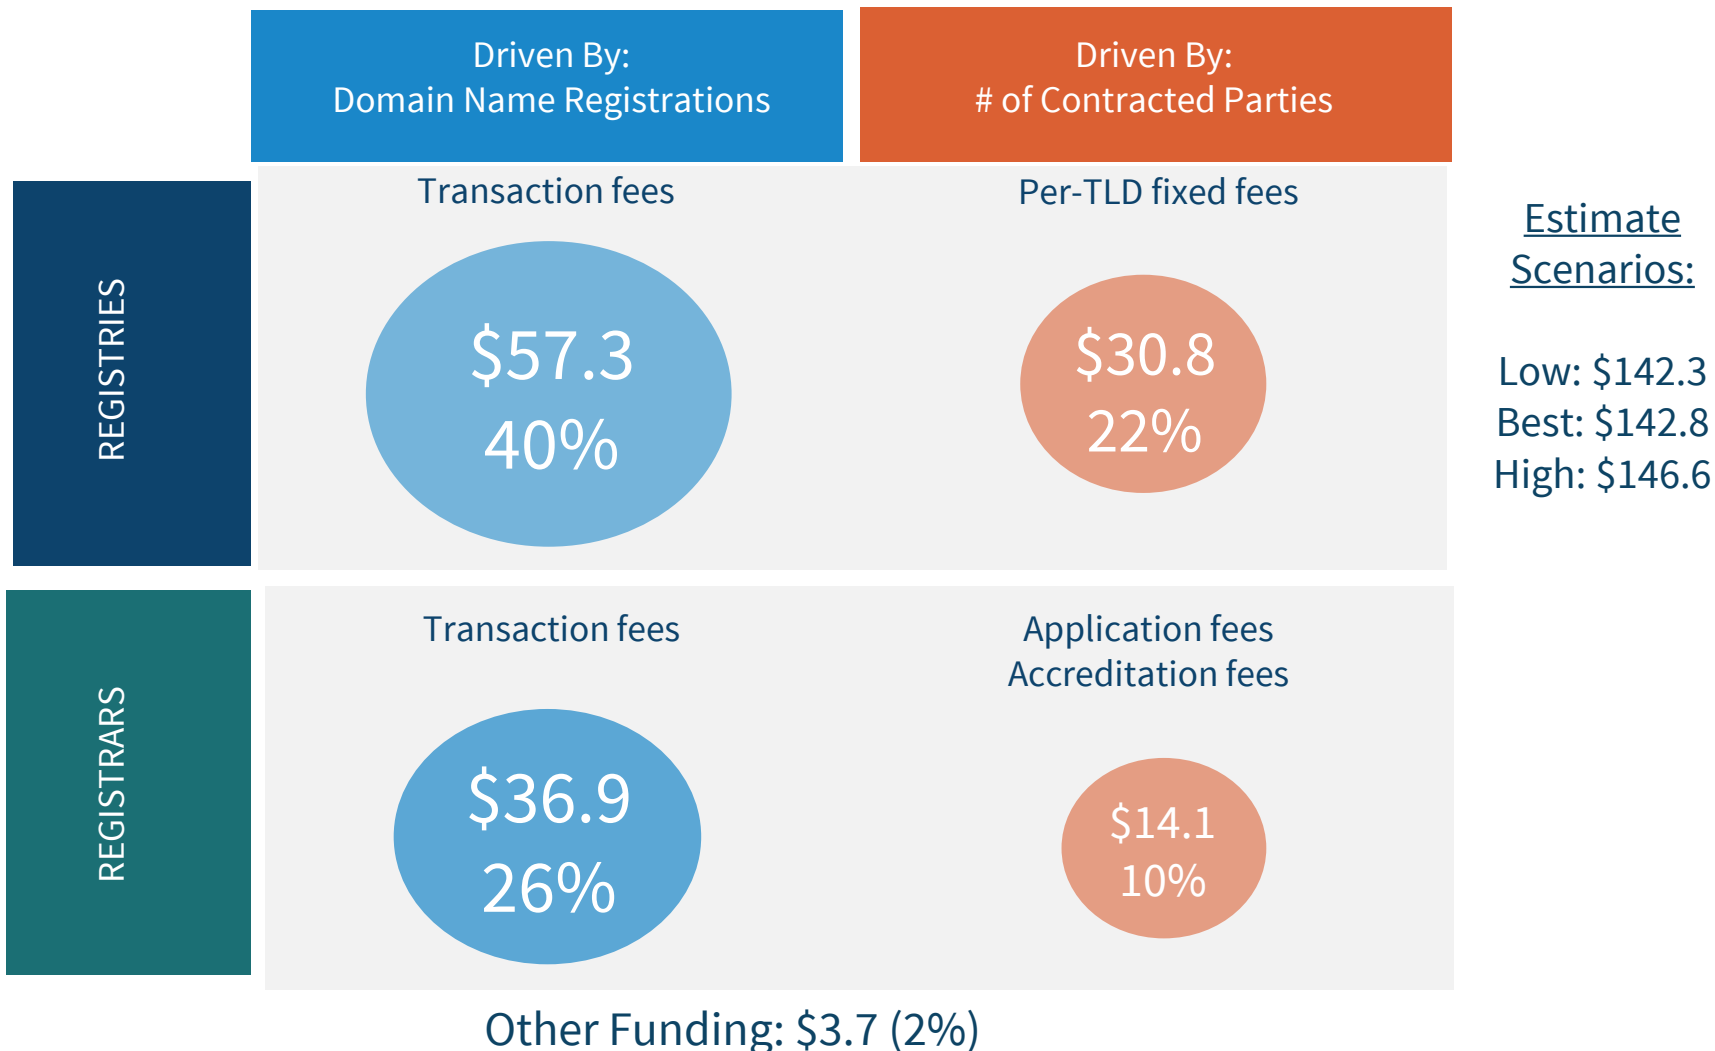 Driven By:
Domain Name Registrations
Driven By:
# of Contracted Parties
REGISTRIES
Transaction fees
$57.3
40%
Per-TLD fixed fees
$30.8
22%
Estimate
Scenarios:
Low: $142.3
Best: $142.8
High: $146.6
REGISTRARS
Transaction fees
$36.9
26%
Application fees
Accreditation fees
$14.1
10%
Other Funding: $3.7 (2%)